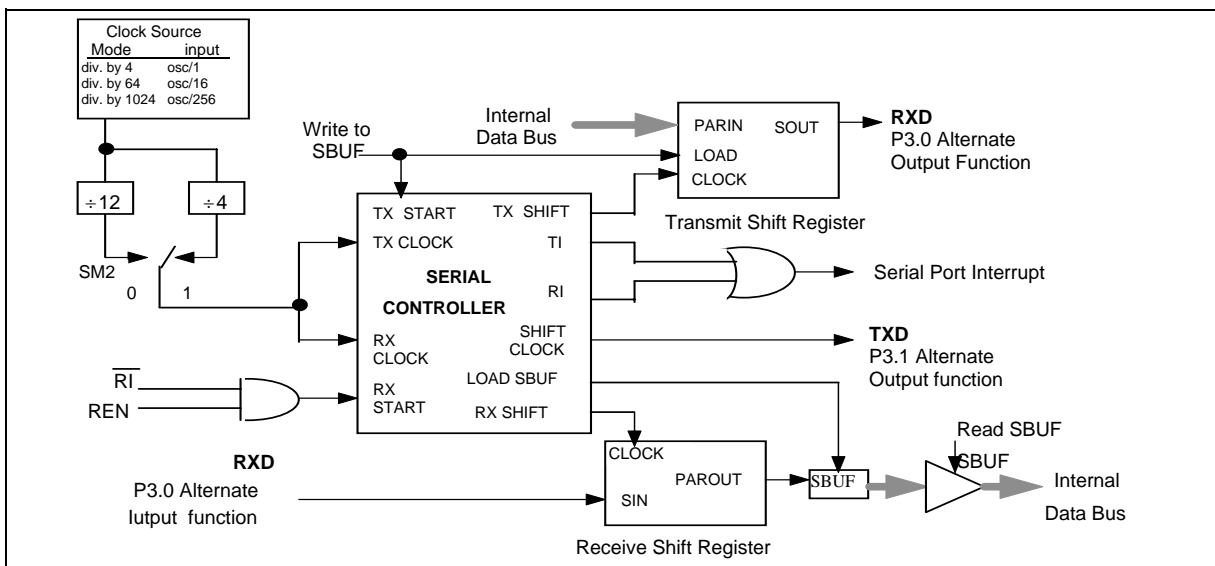 Clock Source
Mode input
div. by 4 osc/1
div. by 64 osc/16
div. by 1024 osc/256
÷12
÷4
SM2
0 1
Write to
SBUF
Internal
Data Bus
PARIN SOUT
LOAD
CLOCK
Transmit Shift Register
RXD
P3.0 Alternate
Output Function
TX START
TX CLOCK
SERIAL
CONTROLLER
RX
CLOCK
RX
START
TX SHIFT
TI
RI
SHIFT
CLOCK
LOAD SBUF
RX SHIFT
Serial Port Interrupt
TXD
P3.1 Alternate
Output function
RI
REN
RXD
P3.0 Alternate
Iutput function
CLOCK
PAROUT
SIN
Receive Shift Register
SBUF
Read SBUF
SBUF
Internal
Data Bus